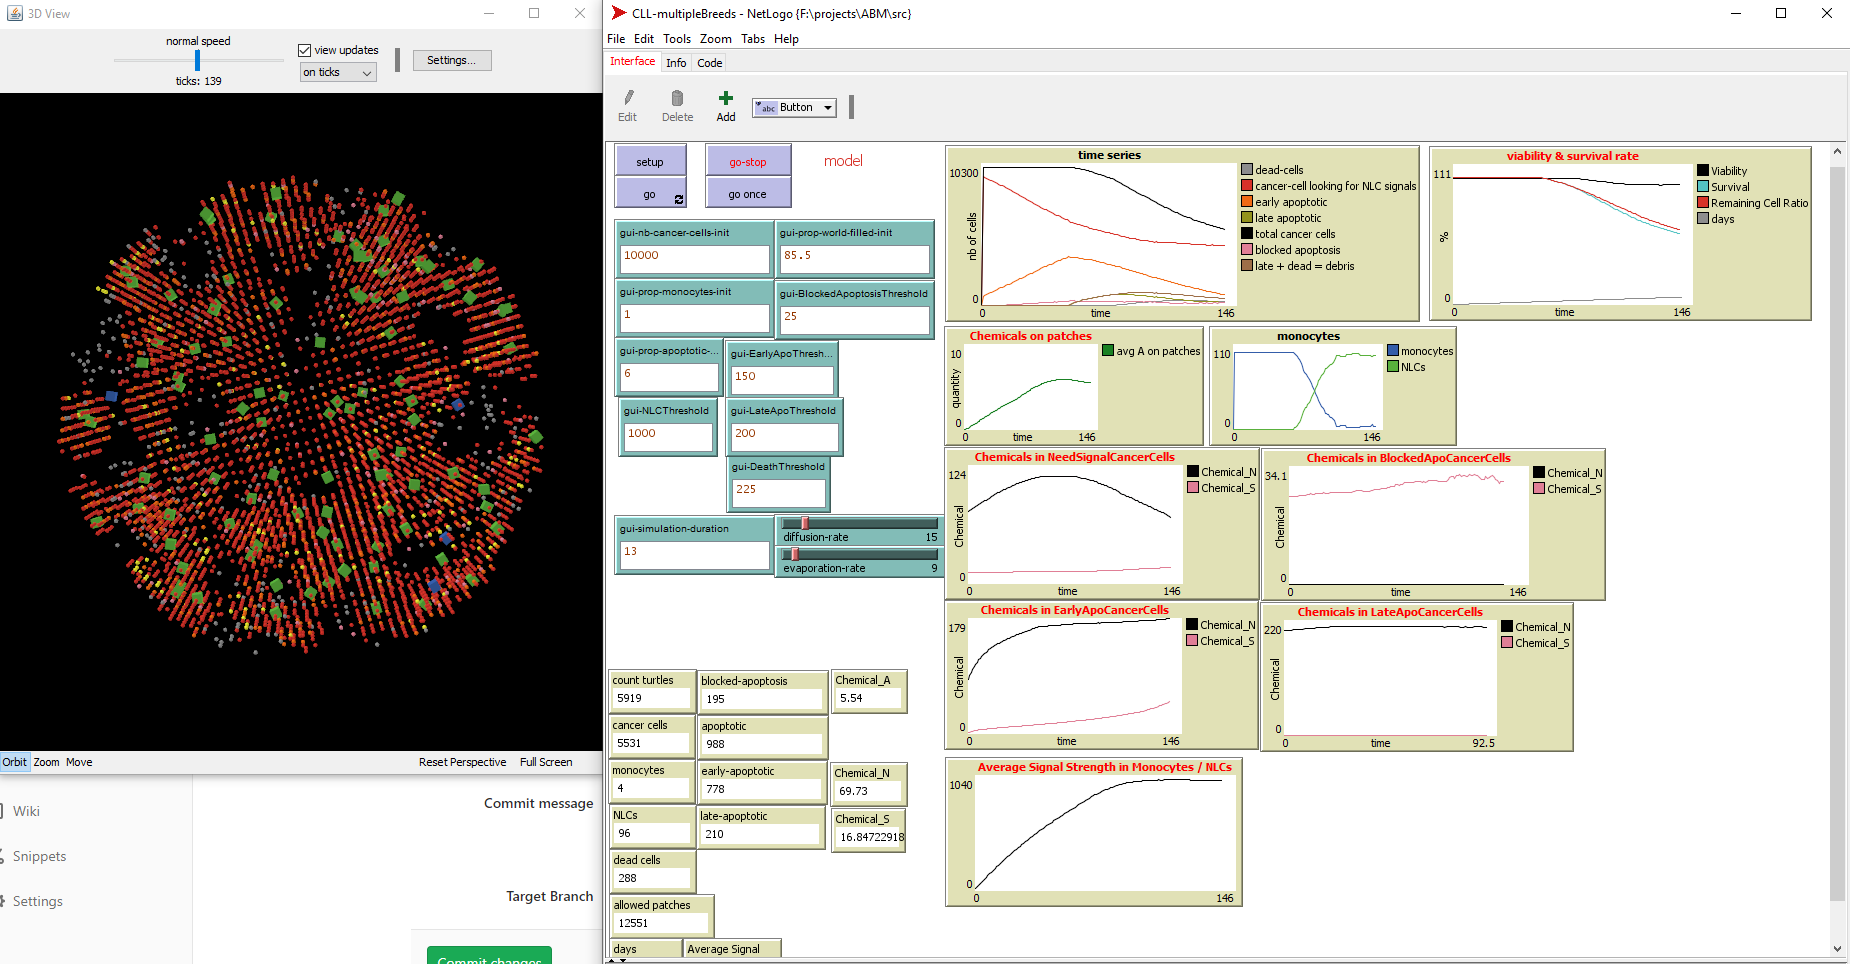 3D View
normal speed
view updates
on ticks
Settings...
ticks: 139
Orbit Zoom Move
Reset Perspective Full Screen
Wiki
Snippets
Settings
Commit message
Target Branch
Commit changes
CLL-multipleBreeds - NetLogo {F:\projects\ABM\src}
File Edit Tools Zoom Tabs Help
Interface Info Code
Edit Delete Add
abc Button
setup
go-stop
go
go once
model
gui-nb-cancer-cells-init
10000
gui-prop-world-filled-init
85.5
gui-prop-monocytes-init
1
gui-BlockedApoptosisThreshold
25
gui-prop-apoptotic-...
6
gui-EarlyApoThresh...
150
gui-NLCThreshold
1000
gui-LateApoThreshold
200
gui-DeathThreshold
225
gui-simulation-duration
13
diffusion-rate 15
evaporation-rate 9
time series
10300
nb of cells
0
0 time 146
dead-cells
cancer-cell looking for NLC signals
early apoptotic
late apoptotic
total cancer cells
blocked apoptosis
late + dead = debris
viability & survival rate
111
%
0
0 time 146
Viability
Survival
Remaining Cell Ratio
days
Chemicals on patches
10
quantity
0
0 time 146
avg A on patches
monocytes
110
0
0 146
monocytes
NLCs
Chemicals in NeedSignalCancerCells
124
Chemical
0
0 time 146
Chemical_N
Chemical_S
Chemicals in BlockedApoCancerCells
34.1
Chemical
0
0 time 146
Chemical_N
Chemical_S
Chemicals in EarlyApoCancerCells
179
Chemical
0
0 time 146
Chemical_N
Chemical_S
Chemicals in LateApoCancerCells
220
Chemical
0
0 time 92.5
Chemical_N
Chemical_S
Average Signal Strength in Monocytes / NLCs
1040
0
0 146
count turtles
5919
blocked-apoptosis
195
Chemical_A
5.54
cancer cells
5531
apoptotic
988
monocytes
4
early-apoptotic
778
Chemical_N
69.73
NLCs
96
late-apoptotic
210
Chemical_S
16.84722918
dead cells
288
allowed patches
12551
days
Average Signal